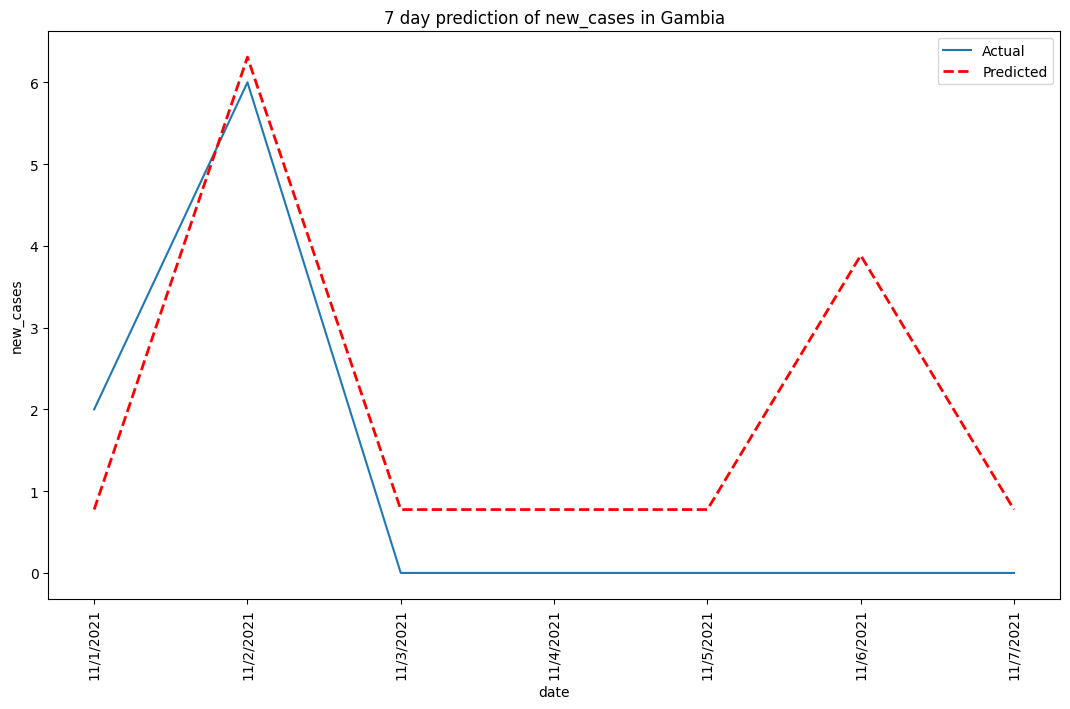 7 day prediction of new_cases in Gambia
Actual
Predicted
new_cases
6
5
4
3
2
1
0
11/1/2021
11/2/2021
11/3/2021
11/4/2021
11/5/2021
11/6/2021
11/7/2021
date